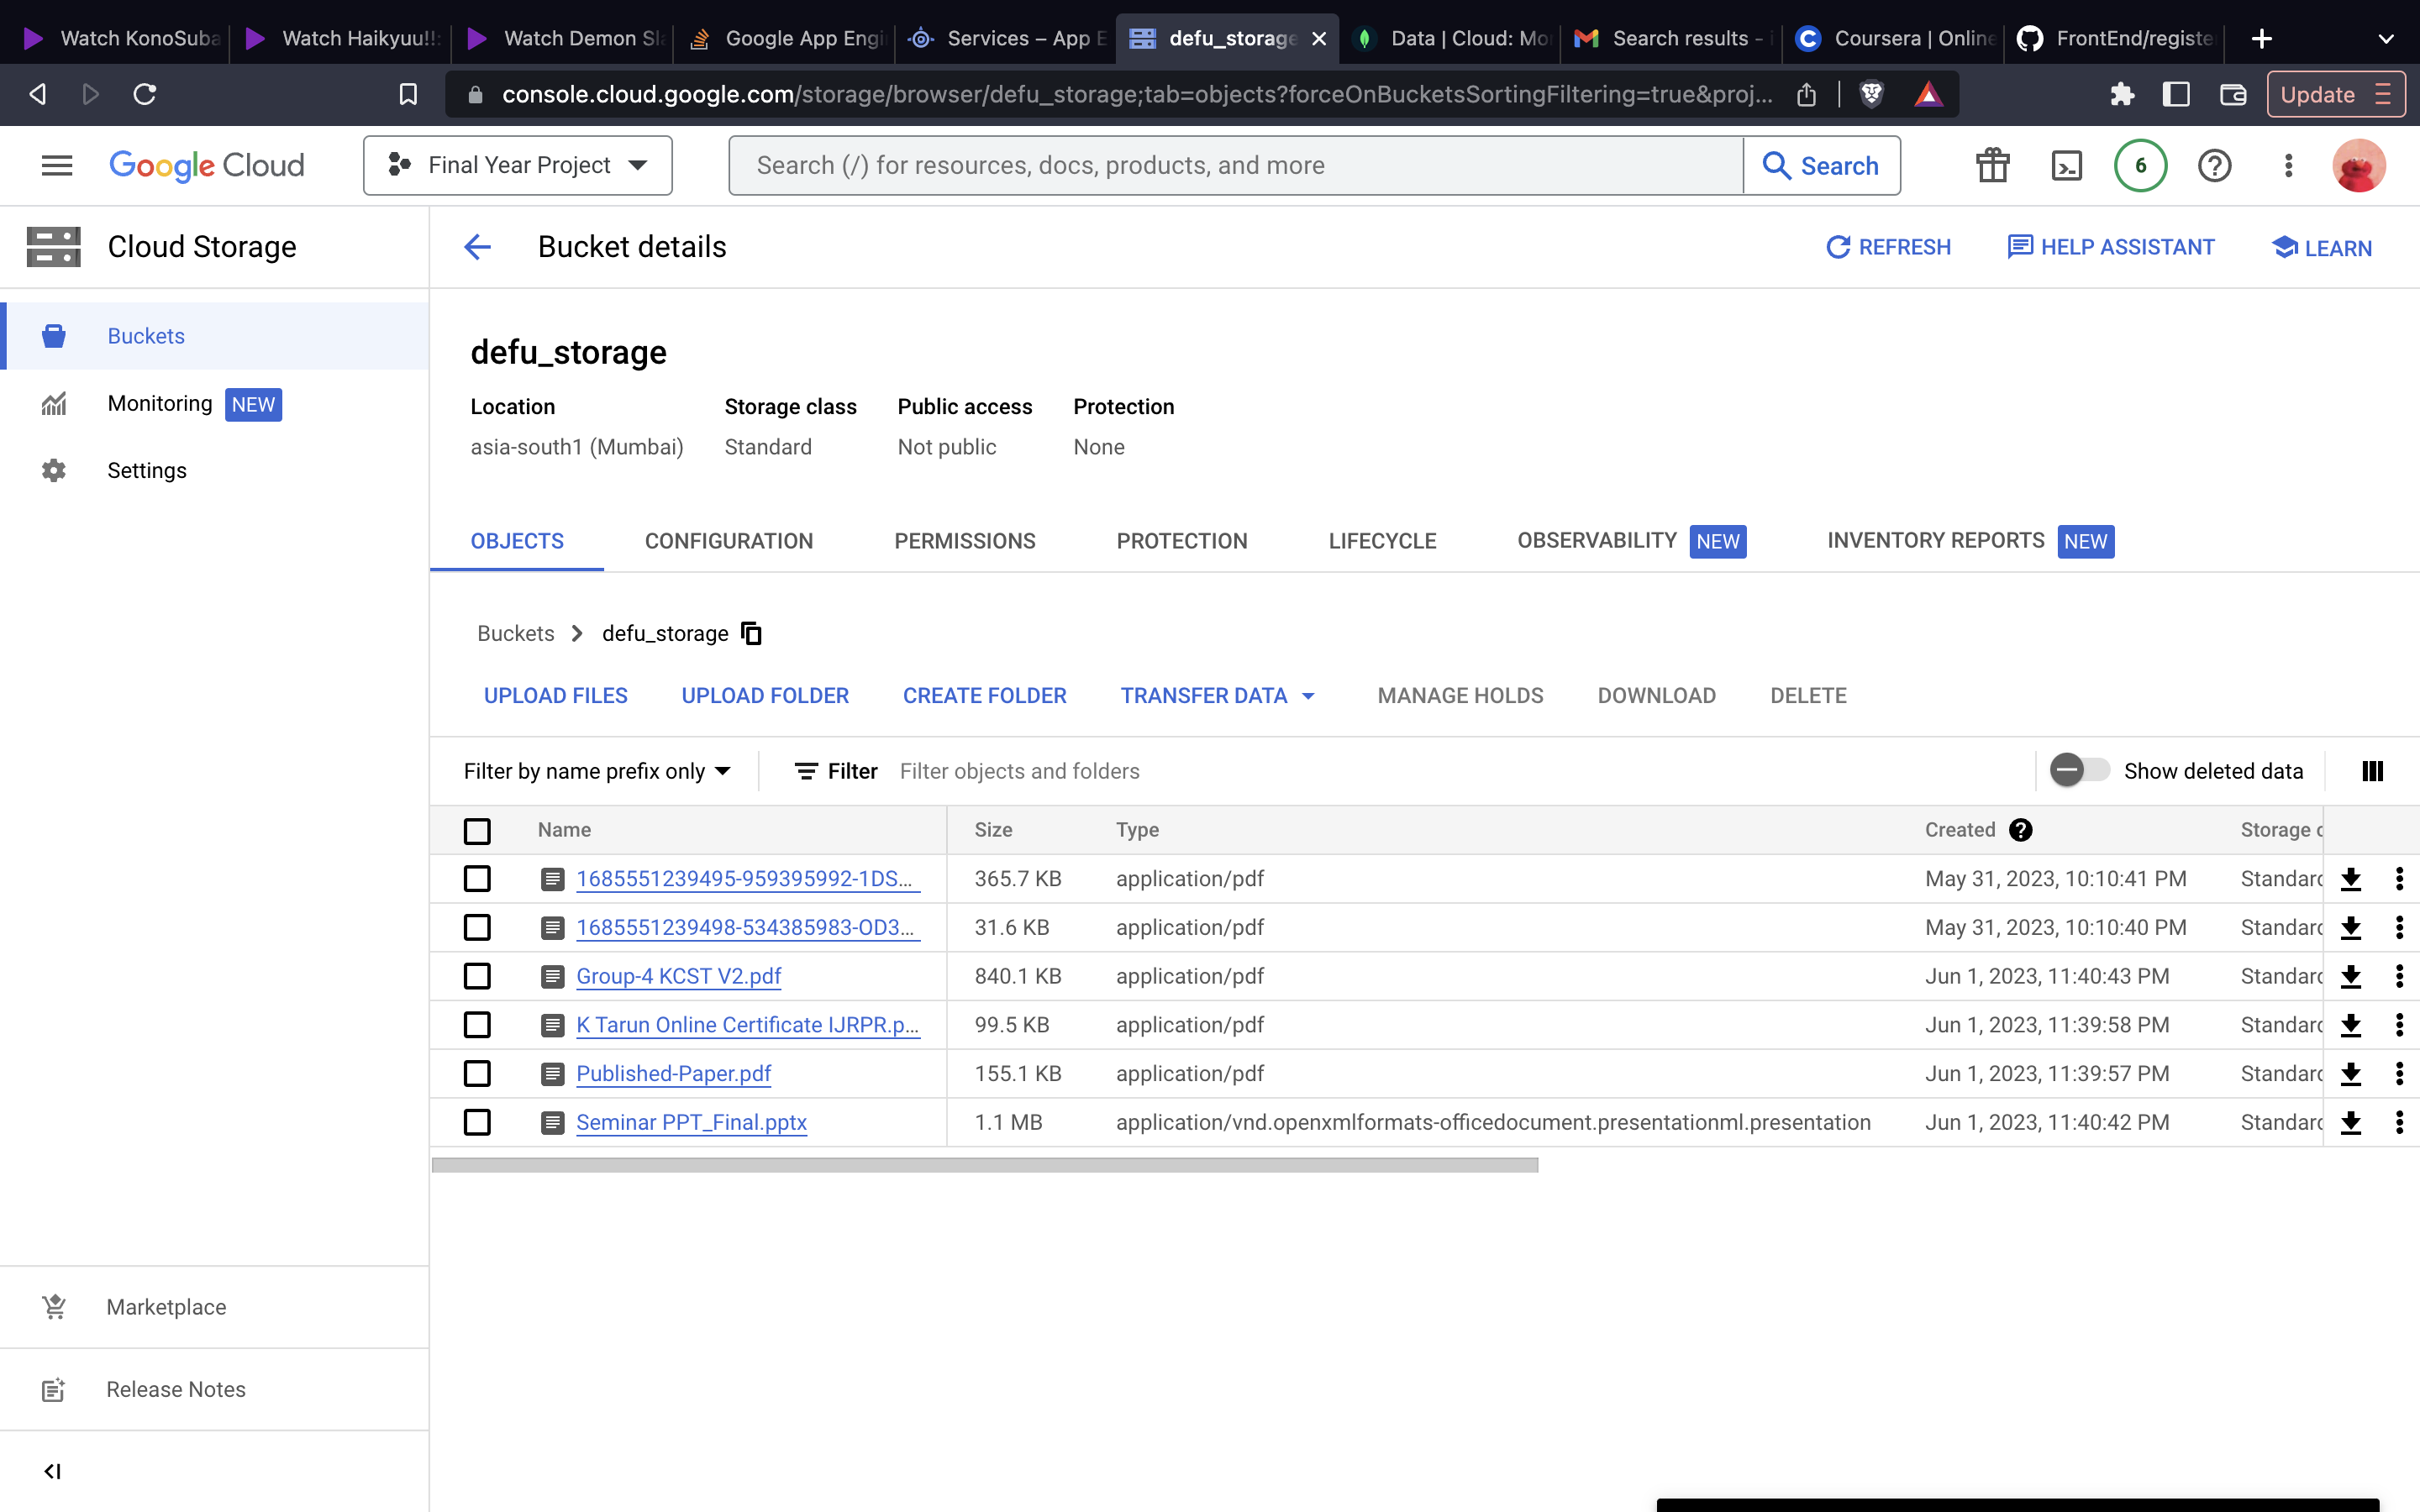 Watch KonoSuba
Watch Haikyuu!!:
Watch Demon Sla
Google App Engi
Services – App E
defu_storage
Data | Cloud: Mon
Search results - i
Coursera | Online
FrontEnd/registe
console.cloud.google.com/storage/browser/defu_storage;tab=objects?forceOnBucketsSortingFiltering=true&proj...
Update
Google Cloud
Final Year Project
Search (/) for resources, docs, products, and more
Search
6
Cloud Storage
Bucket details
REFRESH
HELP ASSISTANT
LEARN
Buckets
Monitoring NEW
Settings
defu_storage
Location Storage class Public access Protection
asia-south1 (Mumbai) Standard Not public None
OBJECTS CONFIGURATION PERMISSIONS PROTECTION LIFECYCLE OBSERVABILITY NEW INVENTORY REPORTS NEW
Buckets > defu_storage
UPLOAD FILES UPLOAD FOLDER CREATE FOLDER TRANSFER DATA MANAGE HOLDS DOWNLOAD DELETE
Filter by name prefix only Filter Filter objects and folders Show deleted data
Name Size Type Created Storage c
1685551239495-959395992-1DS... 365.7 KB application/pdf May 31, 2023, 10:10:41 PM Standard
1685551239498-534385983-OD3... 31.6 KB application/pdf May 31, 2023, 10:10:40 PM Standard
Group-4 KCST V2.pdf 840.1 KB application/pdf Jun 1, 2023, 11:40:43 PM Standard
K Tarun Online Certificate IJRPR.p... 99.5 KB application/pdf Jun 1, 2023, 11:39:58 PM Standard
Published-Paper.pdf 155.1 KB application/pdf Jun 1, 2023, 11:39:57 PM Standard
Seminar PPT_Final.pptx 1.1 MB application/vnd.openxmlformats-officedocument.presentationml.presentation Jun 1, 2023, 11:40:42 PM Standard
Marketplace
Release Notes